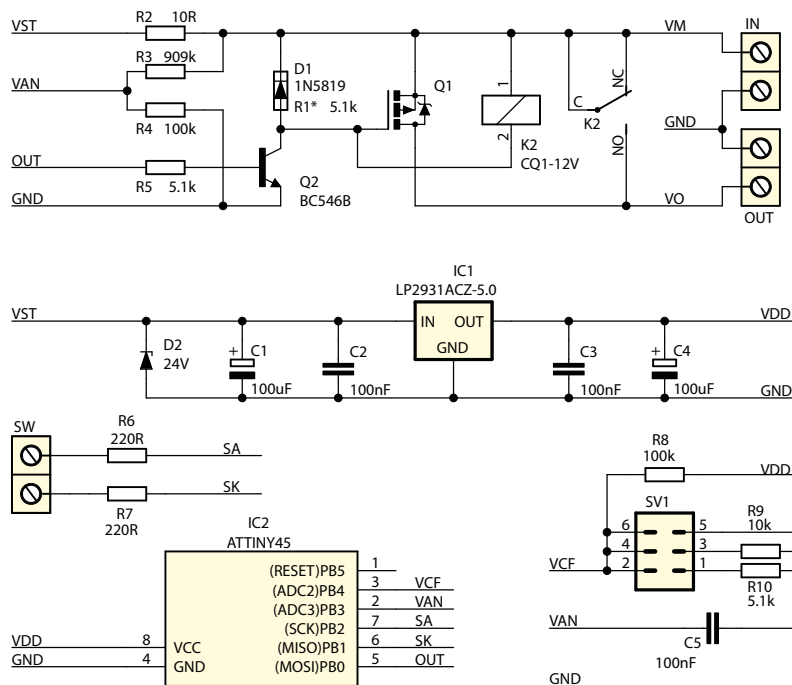 VST R2 10R VM IN
R3
909k
VAN
D1
1N5819
R1* 5.1k
Q1
1
2
K2
CQ1-12V
C
NC
K2
NO
GND
R4 100k
OUT
R5 5.1k
Q2
BC546B
GND
VO
OUT
IC1
LP2931ACZ-5.0
VST
IN OUT
GND
VDD
D2
24V
+
C1
100uF
C2
100nF
C3
100nF
+
C4
100uF
GND
SW
R6
220R
SA
R7
220R
SK
R8
100k
VDD
SV1
R9
10k
6 5
4 3
2 1
VCF
R10
5.1k
VAN
C5
100nF
GND
IC2
ATTINY45
(RESET)PB5 1
(ADC2)PB4 3 VCF
(ADC3)PB3 2 VAN
(SCK)PB2 7 SA
VDD 8 VCC (MISO)PB1 6 SK
GND 4 GND (MOSI)PB0 5 OUT